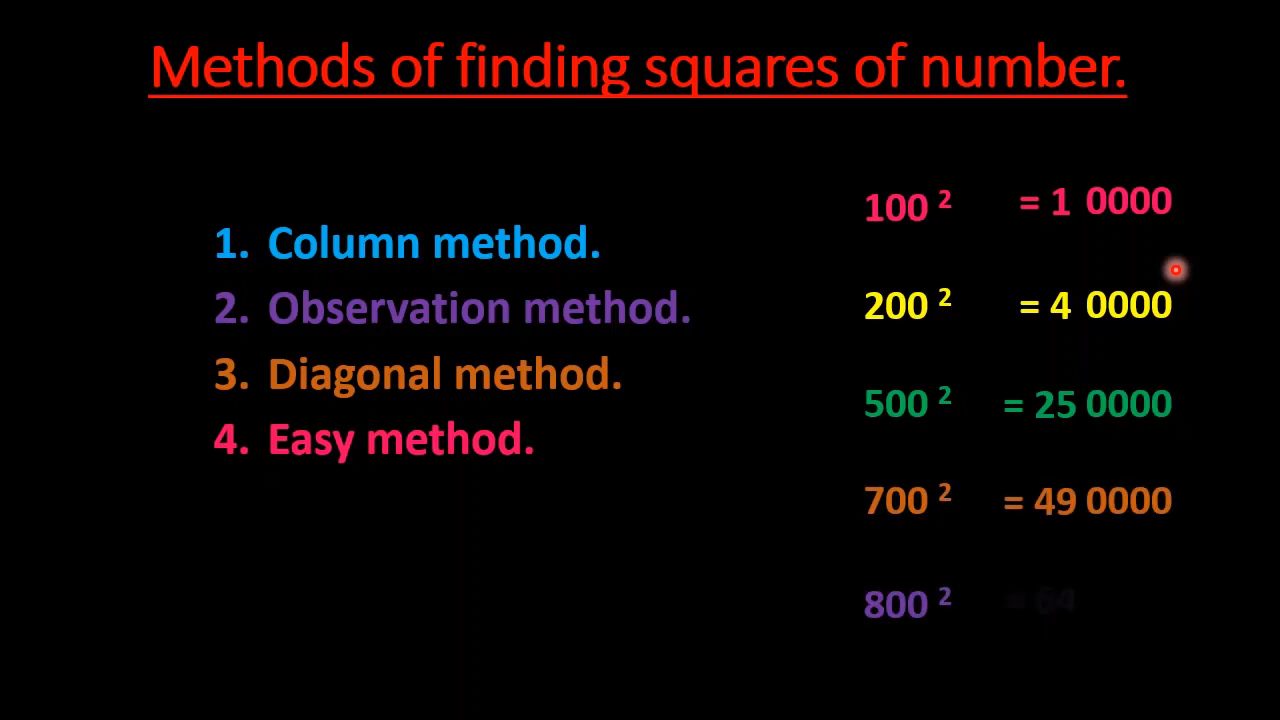 Methods of finding squares of number.
1. Column method.
2. Observation method.
3. Diagonal method.
4. Easy method.
100 ² = 1 0000
200 ² = 4 0000
500 ² = 25 0000
700 ² = 49 0000
800 ² = 64